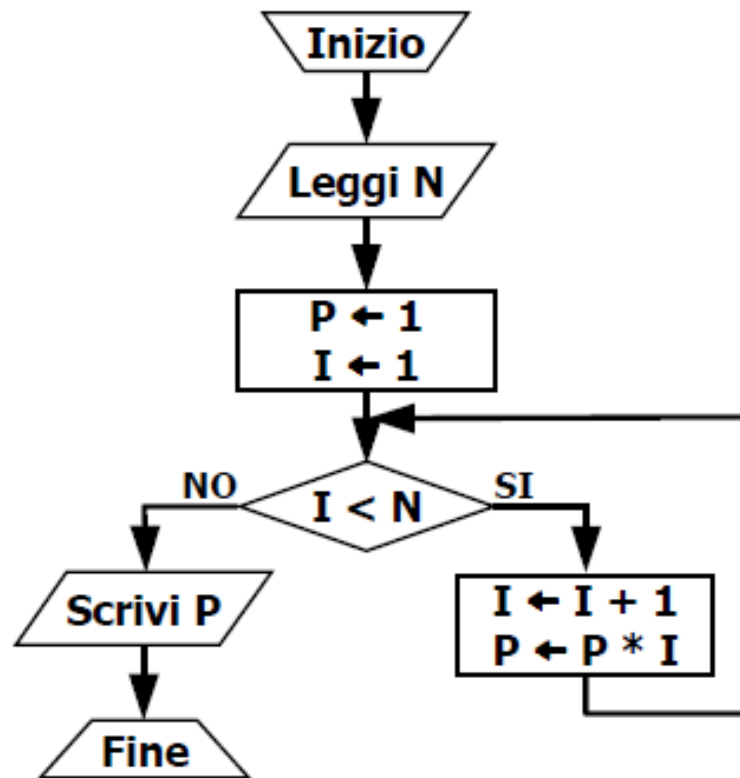 Inizio
Leggi N
P ← 1
I ← 1
NO
I < N
SI
Scrivi P
I ← I + 1
P ← P * I
Fine